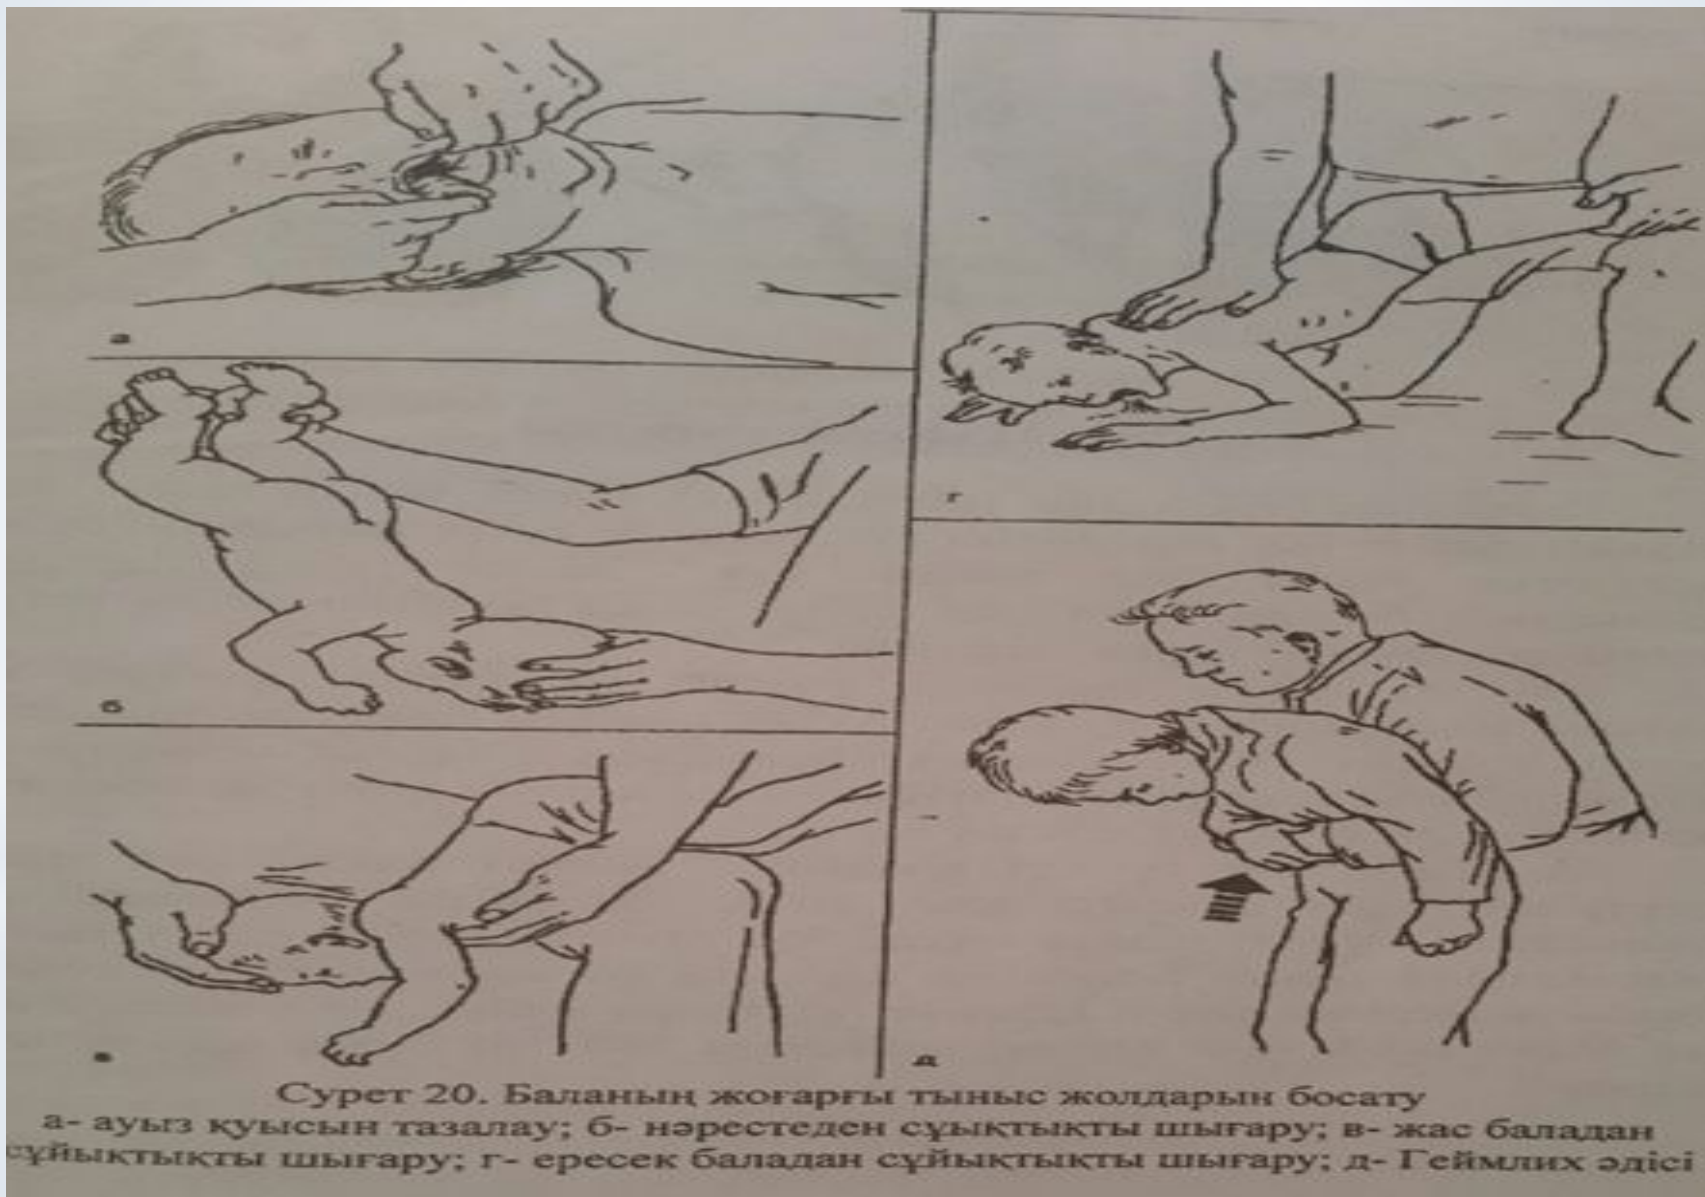 а
б
в
г
д
Сурет 20. Баланың жоғарғы тыныс жолдарын босату
а- ауыз қуысын тазалау; б- нәрестеден сұықтықты шығару; в- жас баладан
сұйықтықты шығару; г- ересек баладан сұйықтықты шығару; д- Геймлих әдісі